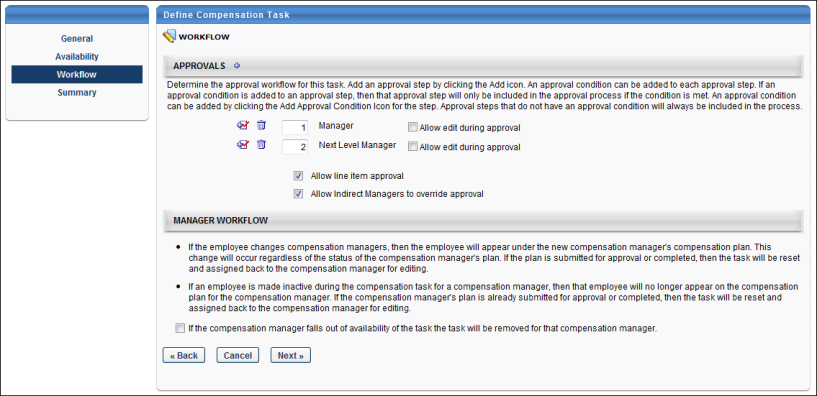 Define Compensation Task
General
Availability
Workflow
Summary
WORKFLOW
APPROVALS
Determine the approval workflow for this task. Add an approval step by clicking the Add icon. An approval condition can be added to each approval step. If an
approval condition is added to an approval step, then that approval step will only be included in the approval process if the condition is met. An approval condition
can be added by clicking the Add Approval Condition Icon for the step. Approval steps that do not have an approval condition will always be included in the process.
1 Manager Allow edit during approval
2 Next Level Manager Allow edit during approval
Allow line item approval
Allow Indirect Managers to override approval
MANAGER WORKFLOW
• If the employee changes compensation managers, then the employee will appear under the new compensation manager's compensation plan. This
change will occur regardless of the status of the compensation manager's plan. If the plan is submitted for approval or completed, then the task will be reset
and assigned back to the compensation manager for editing.
• If an employee is made inactive during the compensation task for a compensation manager, then that employee will no longer appear on the compensation
plan for the compensation manager. If the compensation manager's plan is already submitted for approval or completed, then the task will be reset and
assigned back to the compensation manager for editing.
If the compensation manager falls out of availability of the task the task will be removed for that compensation manager.
« Back Cancel Next »